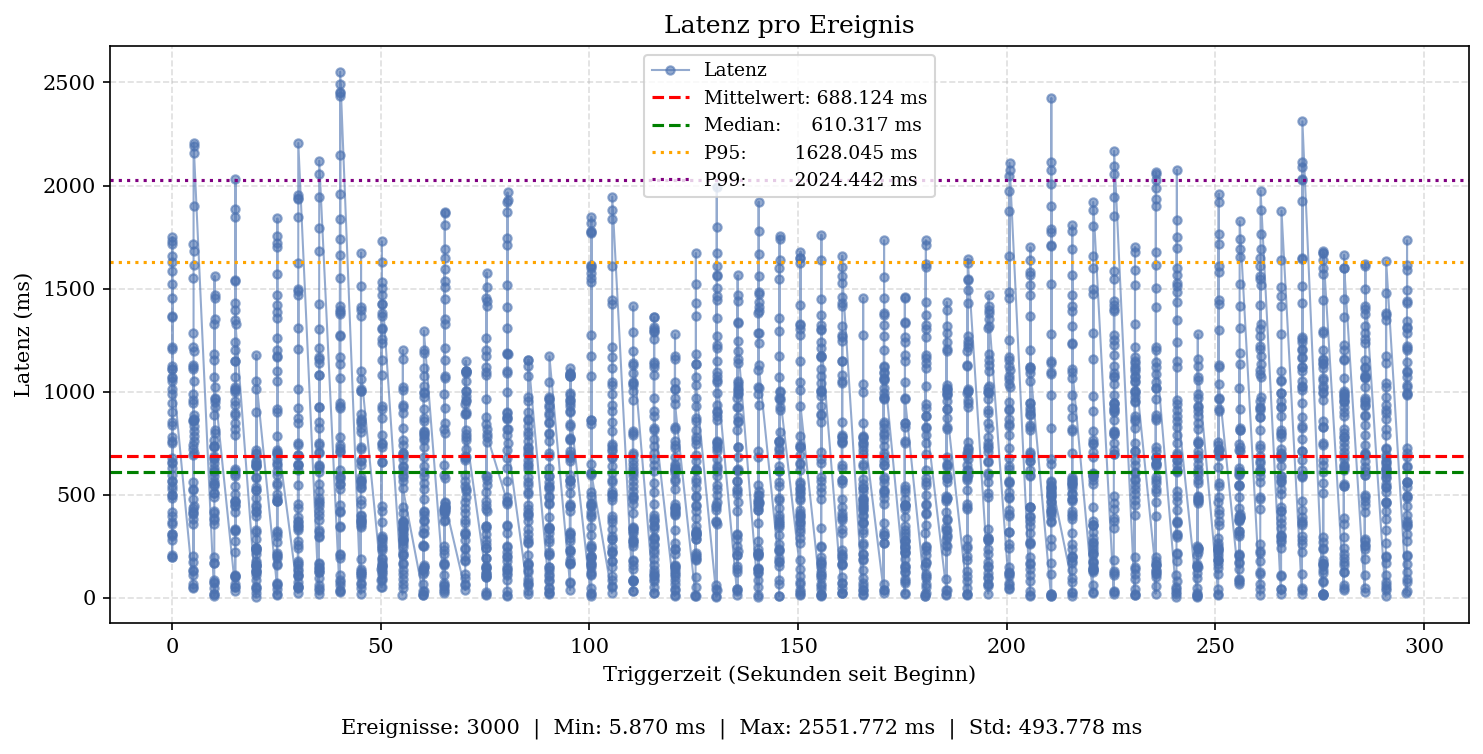 Latenz pro Ereignis
Latenz
Mittelwert: 688.124 ms
Median: 610.317 ms
P95: 1628.045 ms
P99: 2024.442 ms
Latenz (ms)
2500
2000
1500
1000
500
0
0 50 100 150 200 250 300
Triggerzeit (Sekunden seit Beginn)
Ereignisse: 3000 | Min: 5.870 ms | Max: 2551.772 ms | Std: 493.778 ms